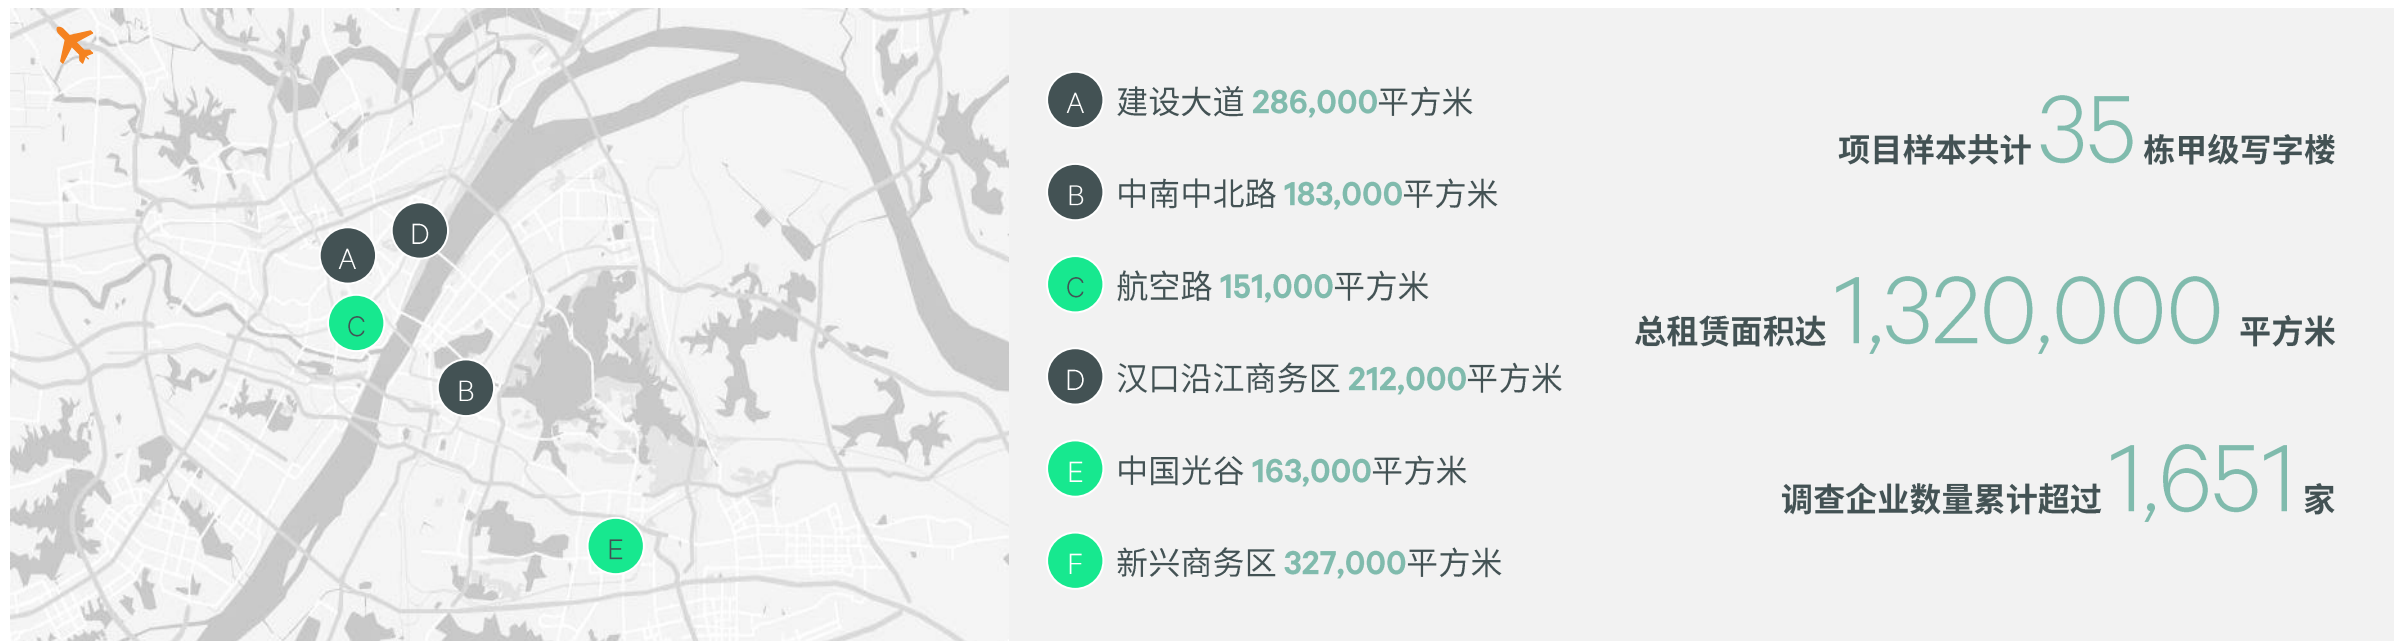 D
A
C
B
E
A 建设大道 286,000平方米
B 中南中北路 183,000平方米
C 航空路 151,000平方米
D 汉口沿江商务区 212,000平方米
E 中国光谷 163,000平方米
F 新兴商务区 327,000平方米
项目样本共计 35 栋甲级写字楼
总租赁面积达 1,320,000 平方米
调查企业数量累计超过 1,651 家